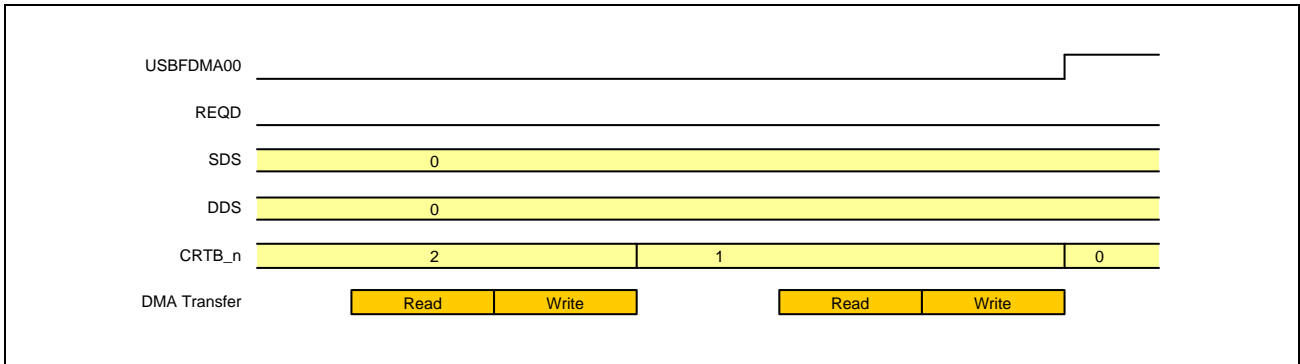 USBFDMA00
REQD
SDS 0
DDS 0
CRTB_n 2 1 0
DMA Transfer Read Write Read Write